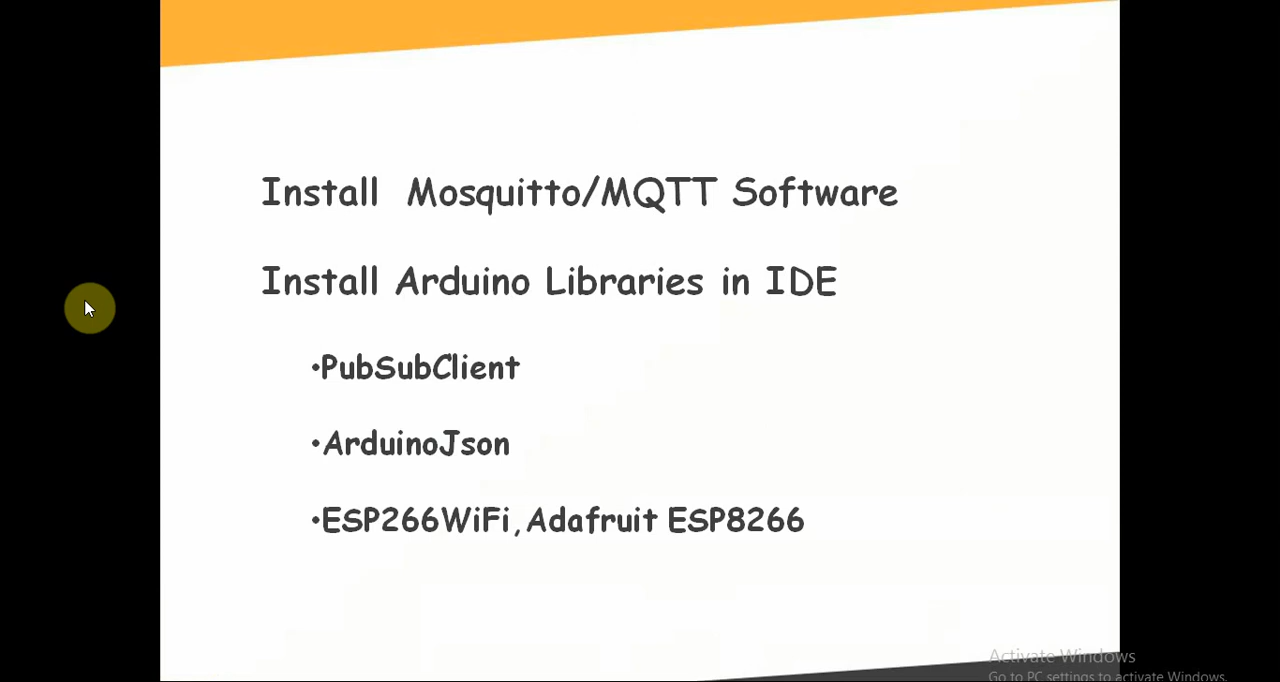 Install  Mosquitto/MQTT Software
Install Arduino Libraries in IDE
•PubSubClient
•ArduinoJson
•ESP266WiFi,Adafruit ESP8266
Activate Windows
Go to PC settings to activate Windows.